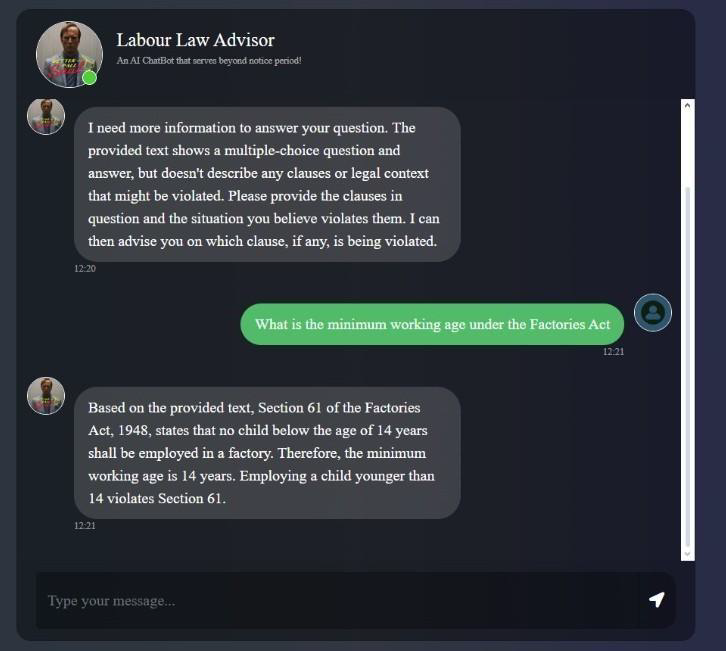 Labour Law Advisor
An AI ChatBot that serves beyond notice period!
I need more information to answer your question. The
provided text shows a multiple-choice question and
answer, but doesn't describe any clauses or legal context
that might be violated. Please provide the clauses in
question and the situation you believe violates them. I can
then advise you on which clause, if any, is being violated.
12:20
What is the minimum working age under the Factories Act
12:21
Based on the provided text, Section 61 of the Factories
Act, 1948, states that no child below the age of 14 years
shall be employed in a factory. Therefore, the minimum
working age is 14 years. Employing a child younger than
14 violates Section 61.
12:21
Type your message...